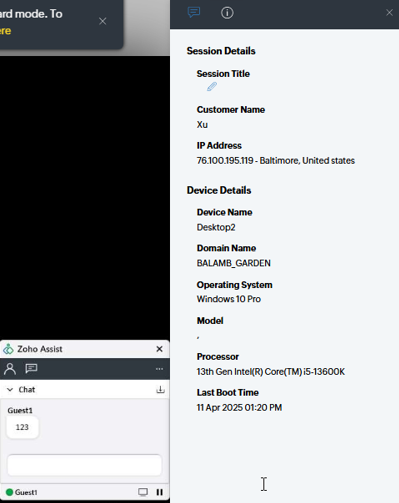 ard mode. To
ere
Session Details
Session Title
Customer Name
Xu
IP Address
76.100.195.119 - Baltimore, United states
Device Details
Device Name
Desktop2
Domain Name
BALAMB_GARDEN
Operating System
Windows 10 Pro
Model
,
Processor
13th Gen Intel(R) Core(TM) i5-13600K
Last Boot Time
11 Apr 2025 01:20 PM
Zoho Assist
Chat
Guest1
123
Guest1